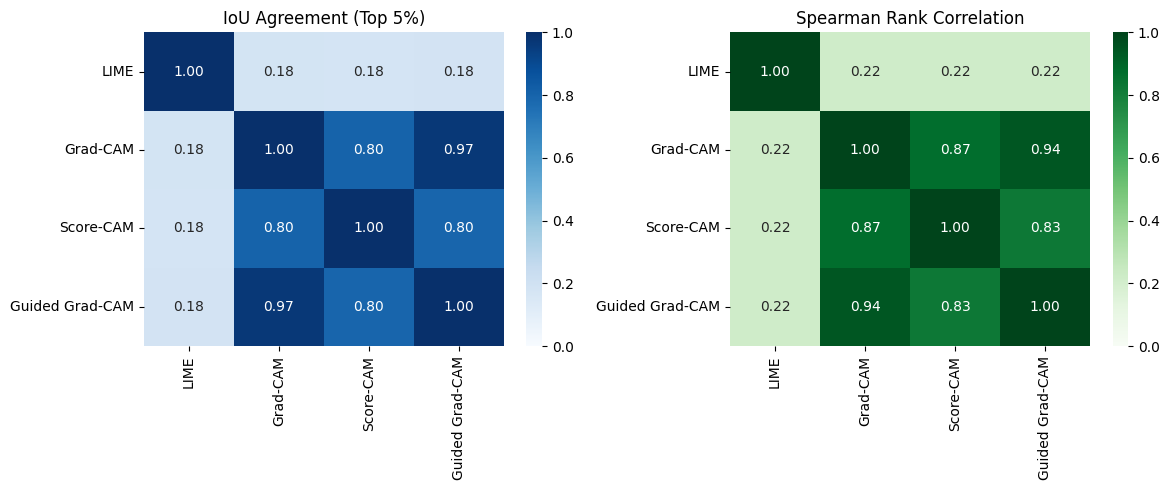 IoU Agreement (Top 5%)
LIME 1.00 0.18 0.18 0.18
Grad-CAM 0.18 1.00 0.80 0.97
Score-CAM 0.18 0.80 1.00 0.80
Guided Grad-CAM 0.18 0.97 0.80 1.00
LIME Grad-CAM Score-CAM Guided Grad-CAM
1.0
0.8
0.6
0.4
0.2
0.0
Spearman Rank Correlation
LIME 1.00 0.22 0.22 0.22
Grad-CAM 0.22 1.00 0.87 0.94
Score-CAM 0.22 0.87 1.00 0.83
Guided Grad-CAM 0.22 0.94 0.83 1.00
LIME Grad-CAM Score-CAM Guided Grad-CAM
1.0
0.8
0.6
0.4
0.2
0.0